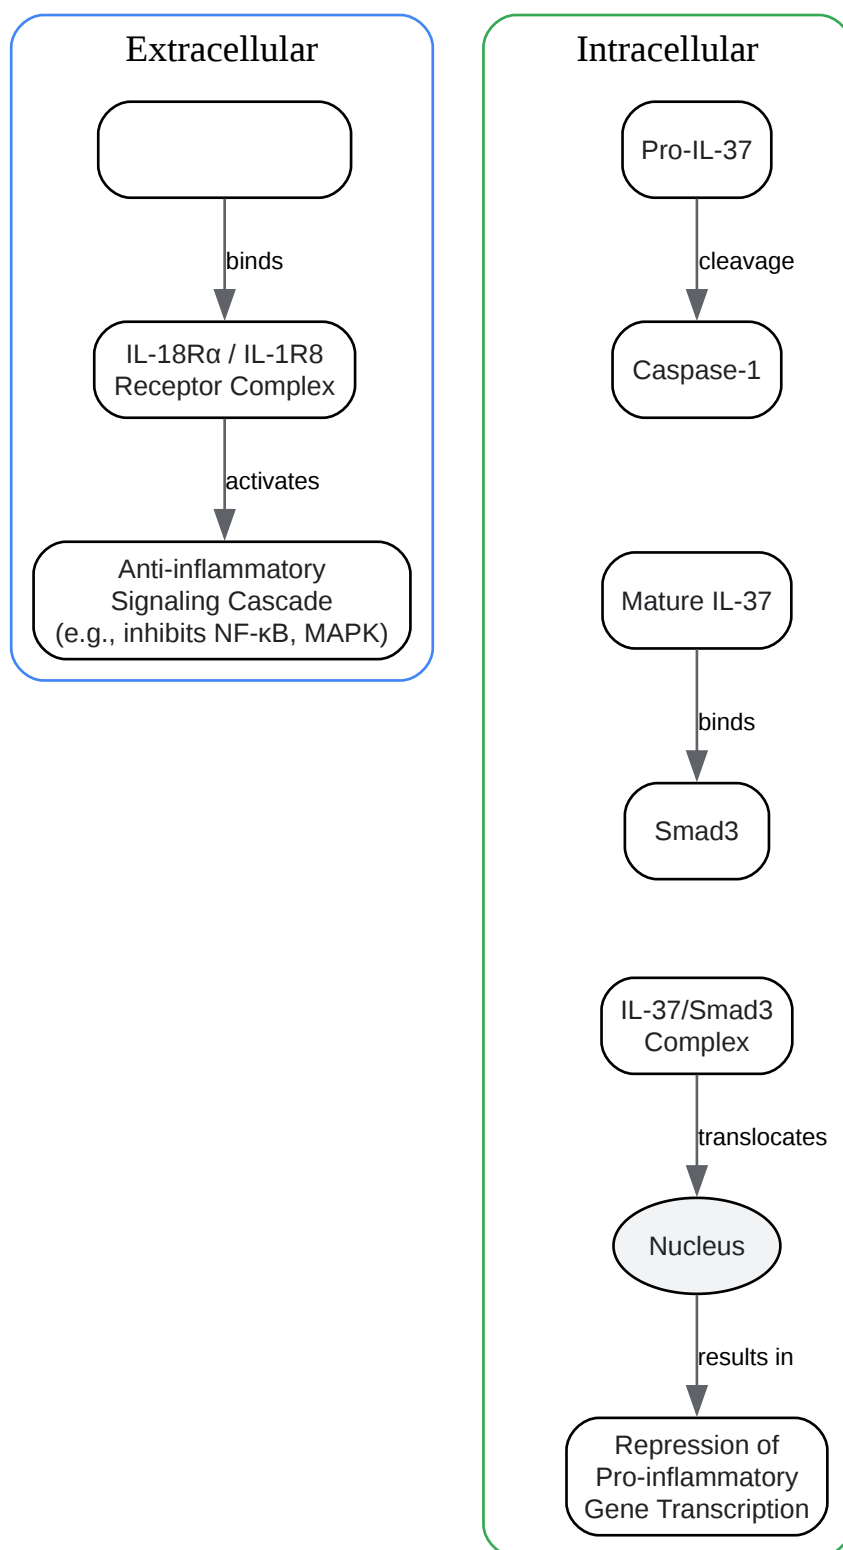 Extracellular
binds
IL-18Rα / IL-1R8
Receptor Complex
activates
Anti-inflammatory
Signaling Cascade
(e.g., inhibits NF-κB, MAPK)
Intracellular
Pro-IL-37
cleavage
Caspase-1
Mature IL-37
binds
Smad3
IL-37/Smad3
Complex
translocates
Nucleus
results in
Repression of
Pro-inflammatory
Gene Transcription